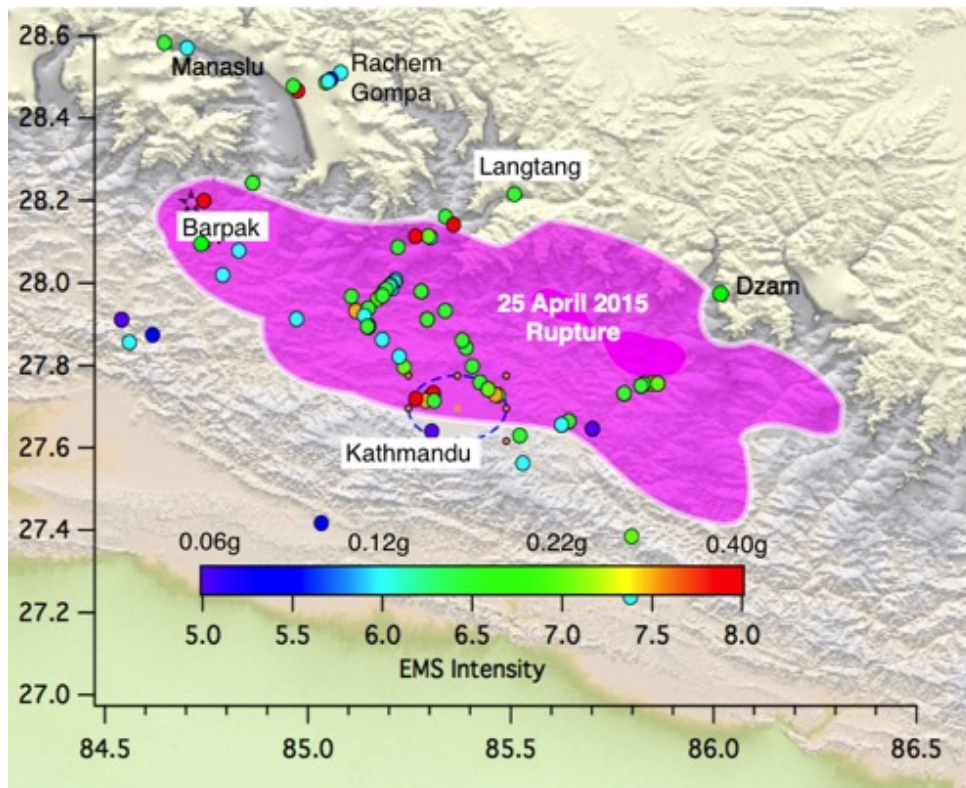 28.6
28.4
28.2
28.0
27.8
27.6
27.4
27.2
27.0
Manaslu
Rachem
Gompa
Langtang
Barpak
Dzam
25 April 2015
Rupture
Kathmandu
0.06g 0.12g 0.22g 0.40g
5.0 5.5 6.0 6.5 7.0 7.5 8.0
EMS Intensity
84.5 85.0 85.5 86.0 86.5